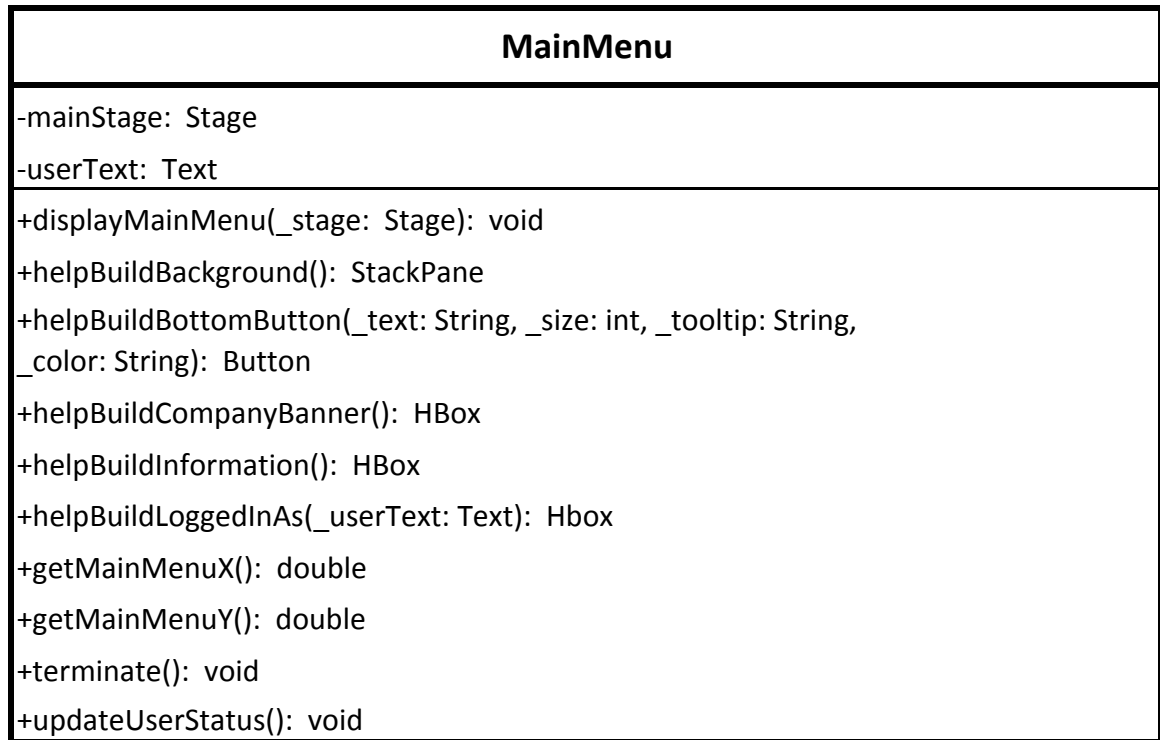 MainMenu
-mainStage: Stage
-userText: Text
+displayMainMenu(_stage: Stage): void
+helpBuildBackground(): StackPane
+helpBuildBottomButton(_text: String, _size: int, _tooltip: String,
_color: String): Button
+helpBuildCompanyBanner(): HBox
+helpBuildInformation(): HBox
+helpBuildLoggedInAs(_userText: Text): Hbox
+getMainMenuX(): double
+getMainMenuY(): double
+terminate(): void
+updateUserStatus(): void